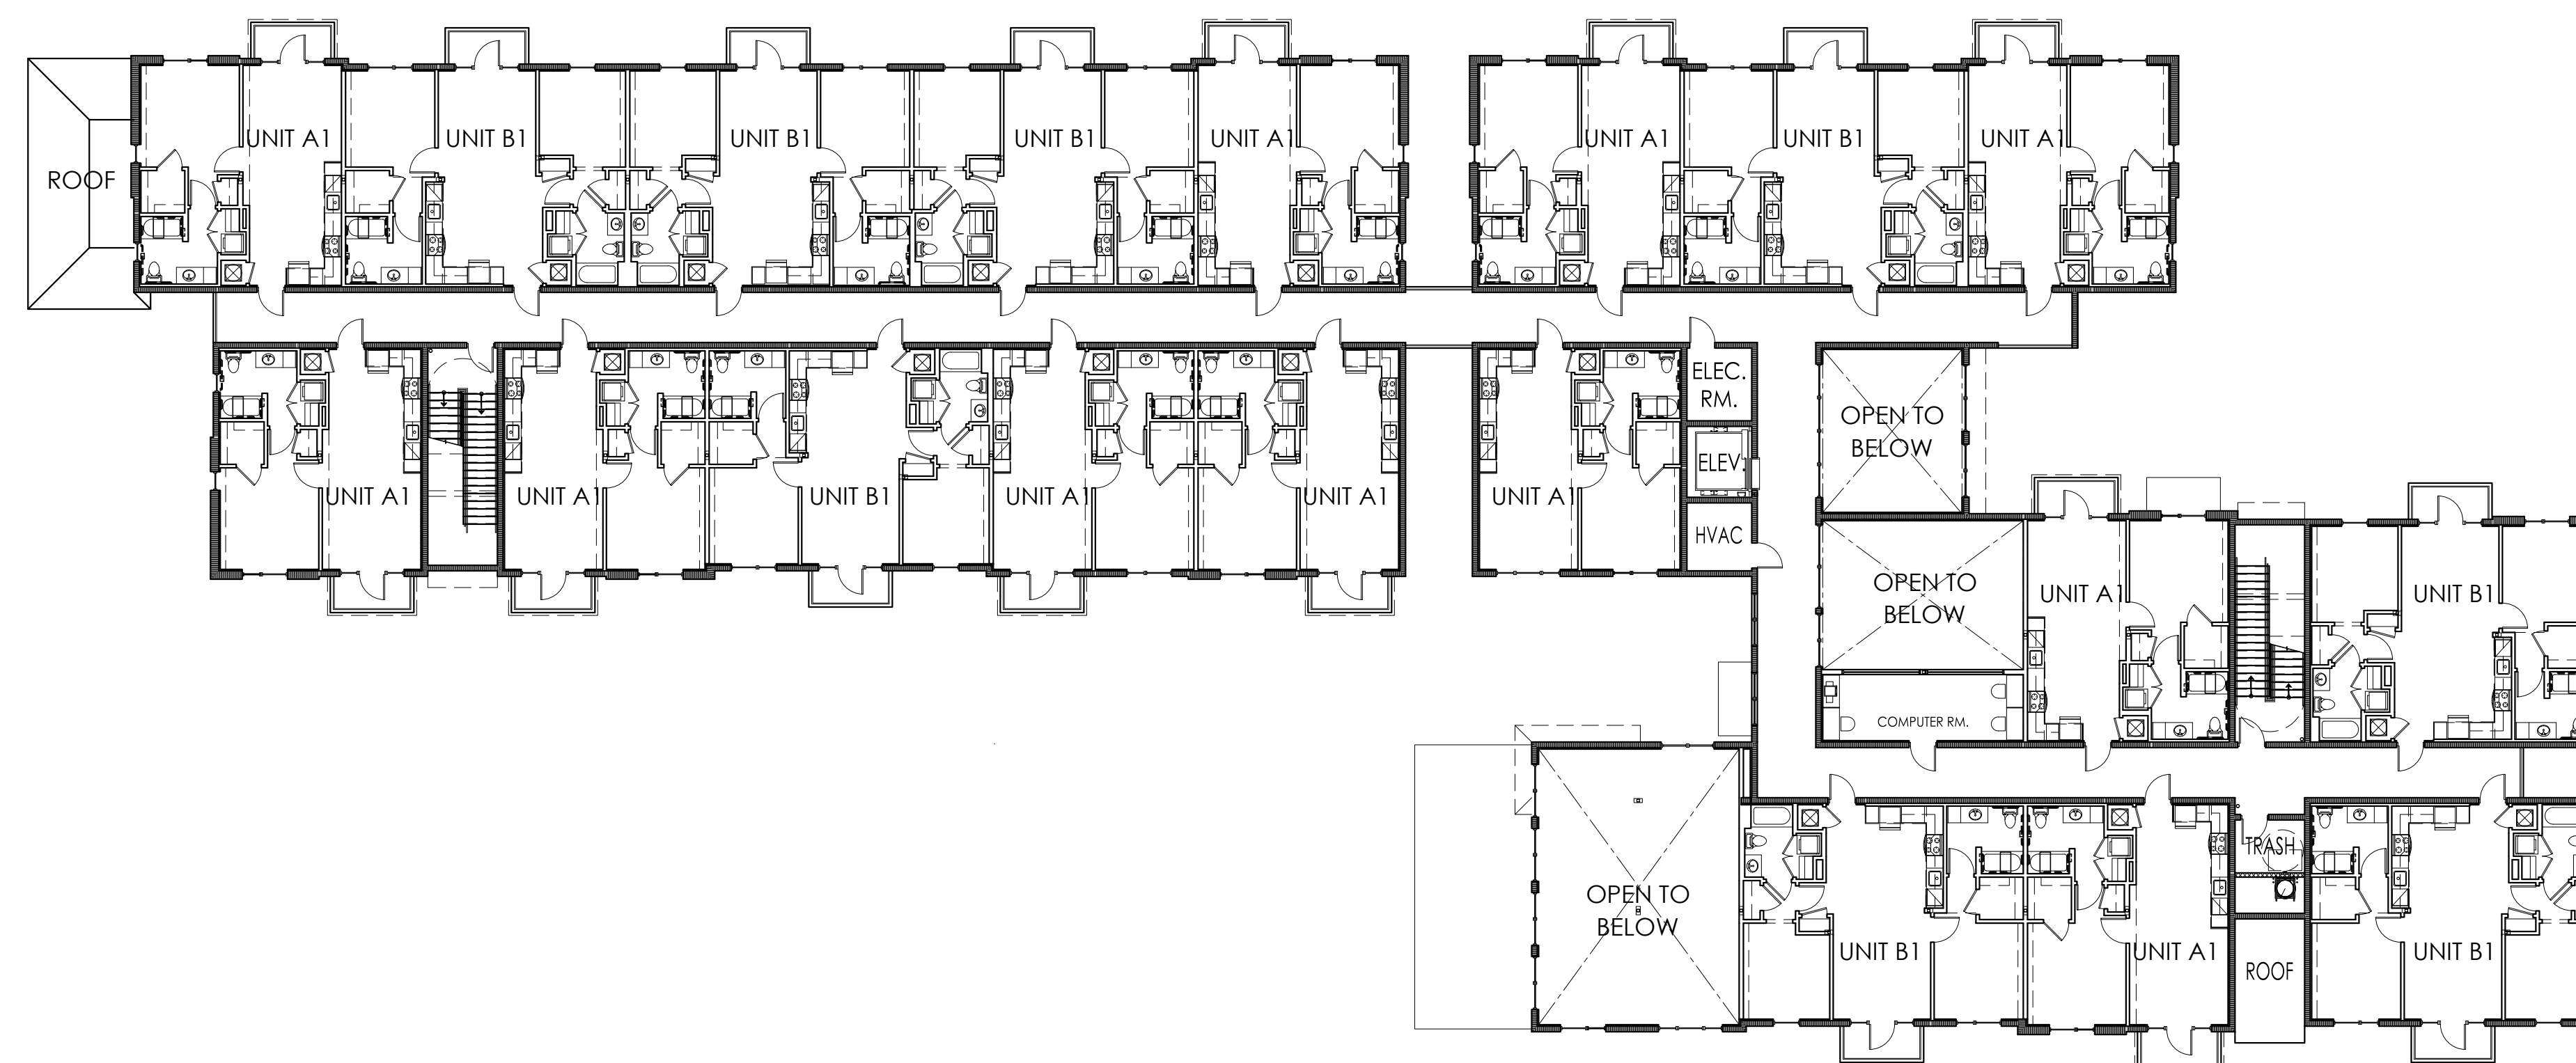 UNIT A1
UNIT B1
UNIT B1
UNIT B1
UNIT A1
UNIT A1
UNIT B1
UNIT A1
ROOF
ELEC.
RM.
OPEN TO
BELOW
ELEV.
UNIT A1
UNIT A1
UNIT B1
UNIT A1
UNIT A1
UNIT A1
HVAC
OPEN TO
BELOW
UNIT A1
UNIT B1
COMPUTER RM.
TRASH
OPEN TO
BELOW
UNIT B1
UNIT A1
UNIT B1
ROOF